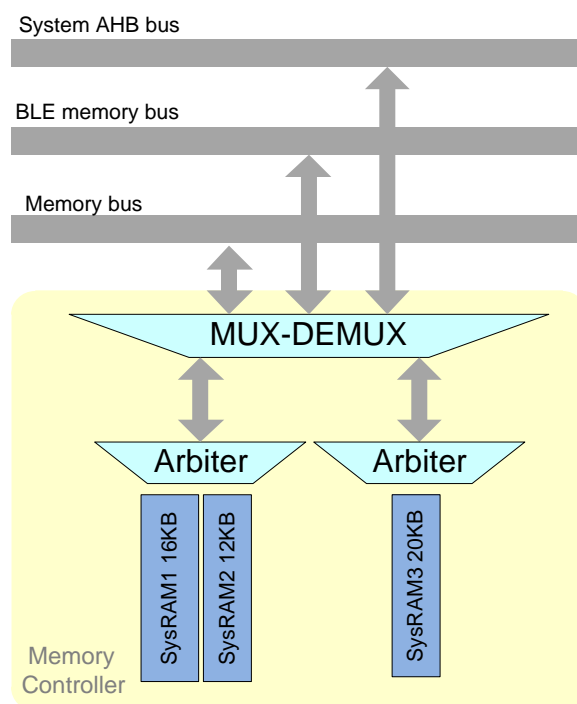 System AHB bus
BLE memory bus
Memory bus
MUX-DEMUX
Arbiter
Arbiter
SysRAM1 16KB
SysRAM2 12KB
SysRAM3 20KB
Memory
Controller